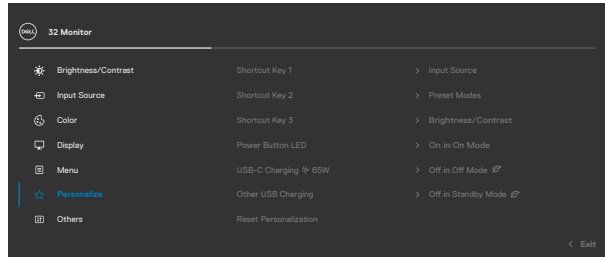 DELL 32 Monitor
Brightness/Contrast Shortcut Key 1 > Input Source
Input Source Shortcut Key 2 > Preset Modes
Color Shortcut Key 3 > Brightness/Contrast
Display Power Button LED > On in On Mode
Menu USB-C Charging 65W > Off in Off Mode
Personalize Other USB Charging > Off in Standby Mode
Others Reset Personalization
< Exit